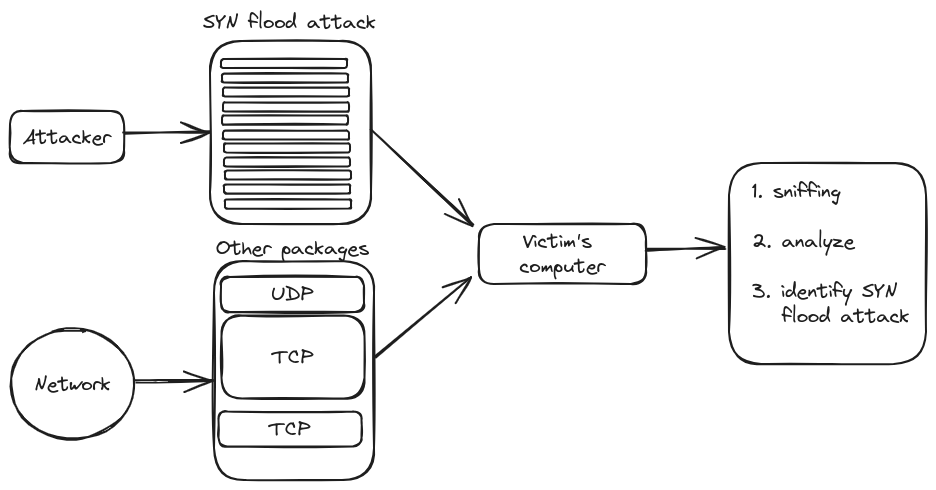 SYN flood attack
Attacker
Other packages
UDP
TCP
TCP
Network
Victim's
computer
1. sniffing
2. analyze
3. identify SYN
flood attack